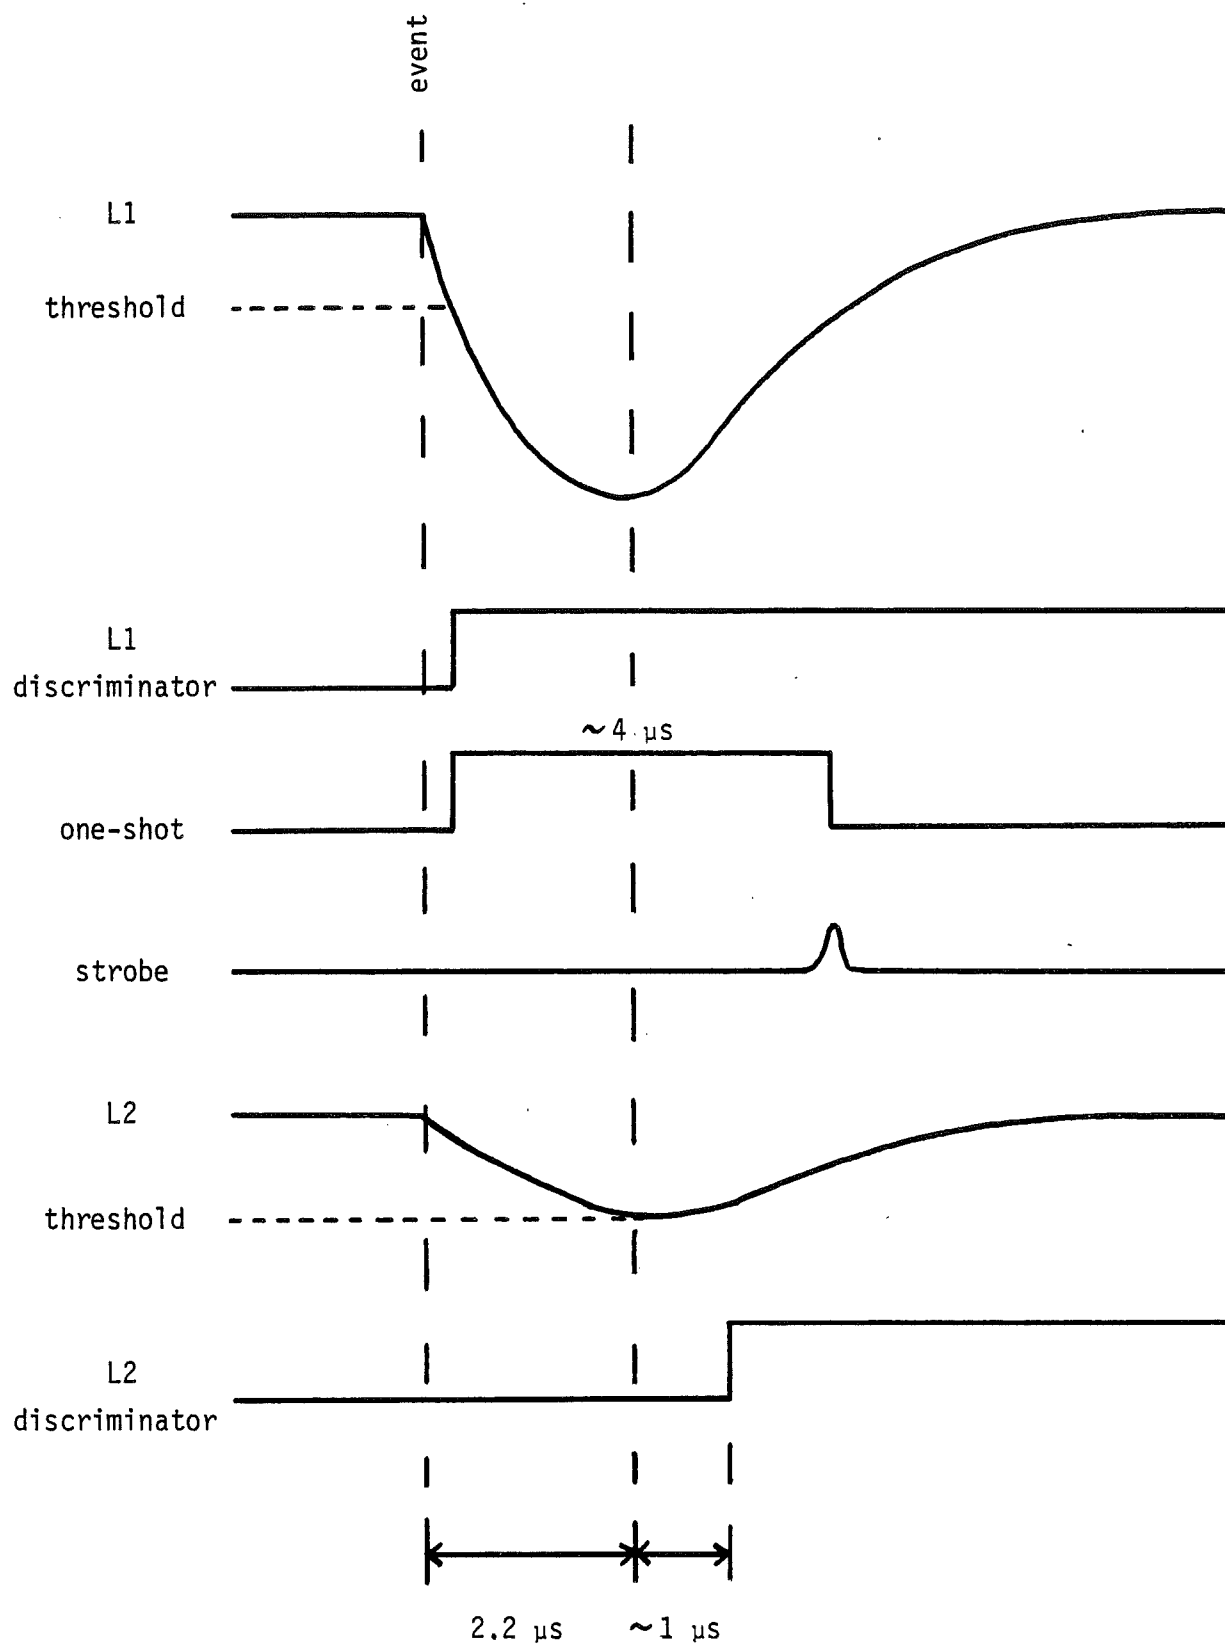 event
L1
threshold
L1
discriminator
~4 μs
one-shot
strobe
L2
threshold
L2
discriminator
2.2 μs
~1 μs